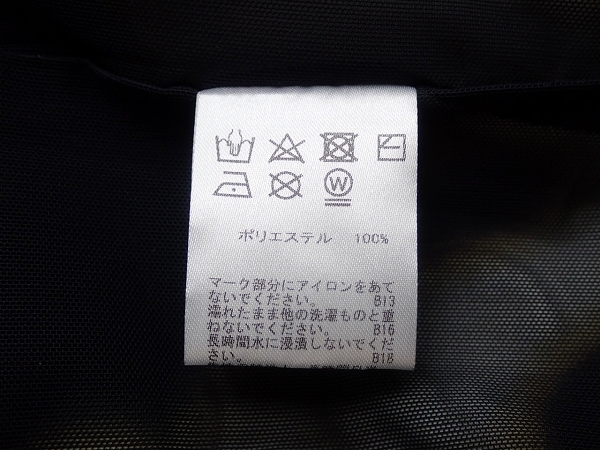 W
ポリエステル 100%
マーク部分にアイロンをあて
ないでください。 B13
濡れたまま他の洗濯ものと重
ねないでください。 B16
長時間水に浸漬しないでくだ
さい。 B18